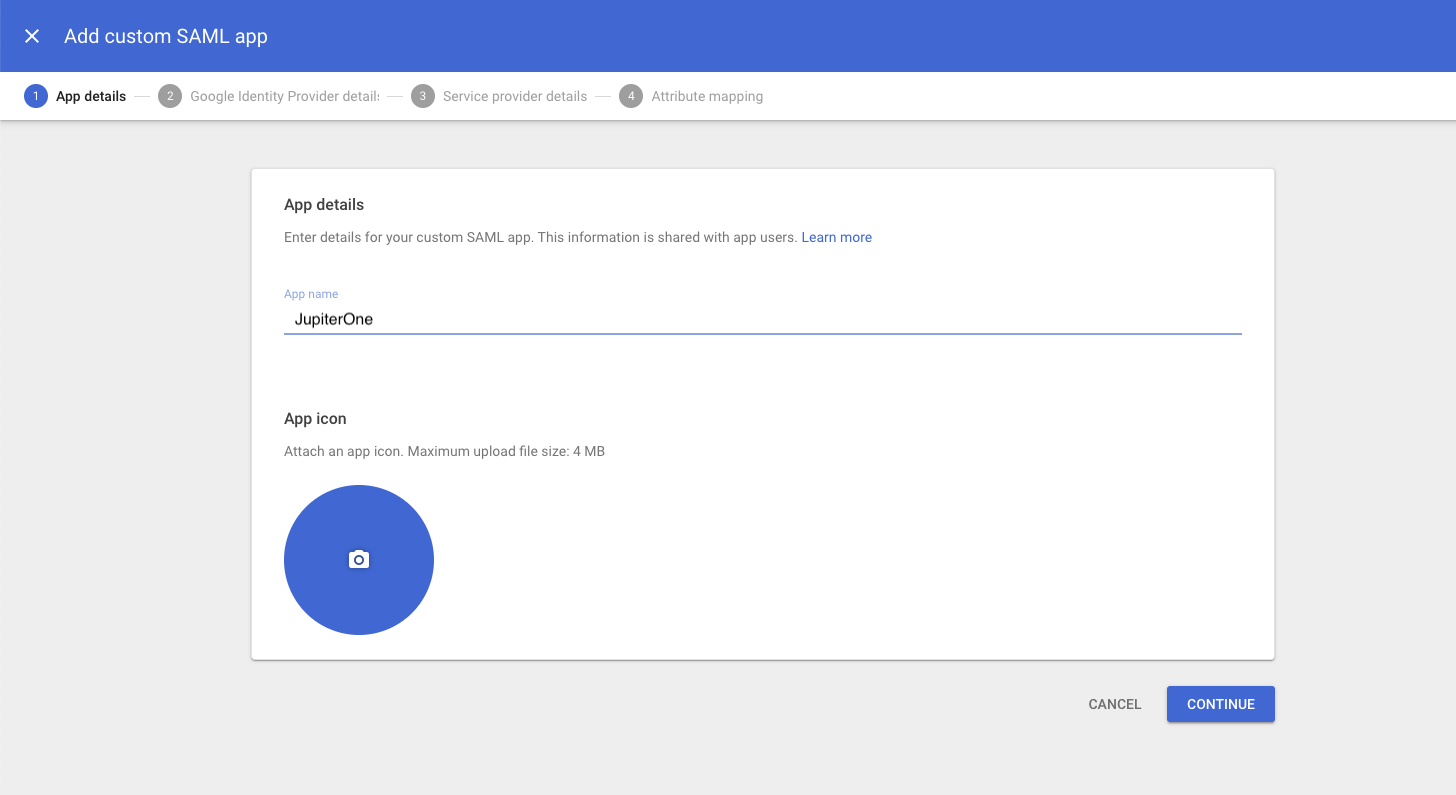 Add custom SAML app
1 App details 2 Google Identity Provider details 3 Service provider details 4 Attribute mapping
App details
Enter details for your custom SAML app. This information is shared with app users. Learn more
App name
JupiterOne
App icon
Attach an app icon. Maximum upload file size: 4 MB
CANCEL CONTINUE